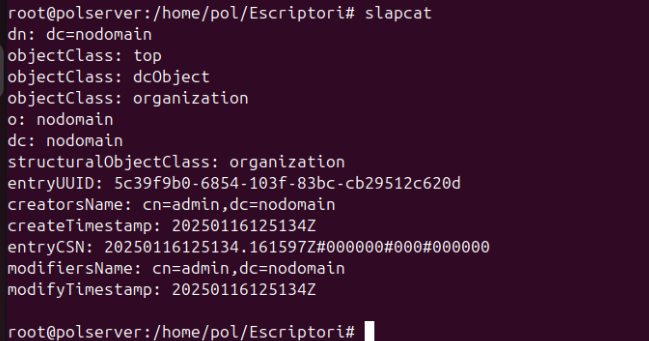 root@polserver:/home/pol/Escriptori# slapcat
dn: dc=nodomain
objectClass: top
objectClass: dcObject
objectClass: organization
o: nodomain
dc: nodomain
structuralObjectClass: organization
entryUUID: 5c39f9b0-6854-103f-83bc-cb29512c620d
creatorsName: cn=admin,dc=nodomain
createTimestamp: 20250116125134Z
entryCSN: 20250116125134.161597Z#000000#000#000000
modifiersName: cn=admin,dc=nodomain
modifyTimestamp: 20250116125134Z
root@polserver:/home/pol/Escriptori#